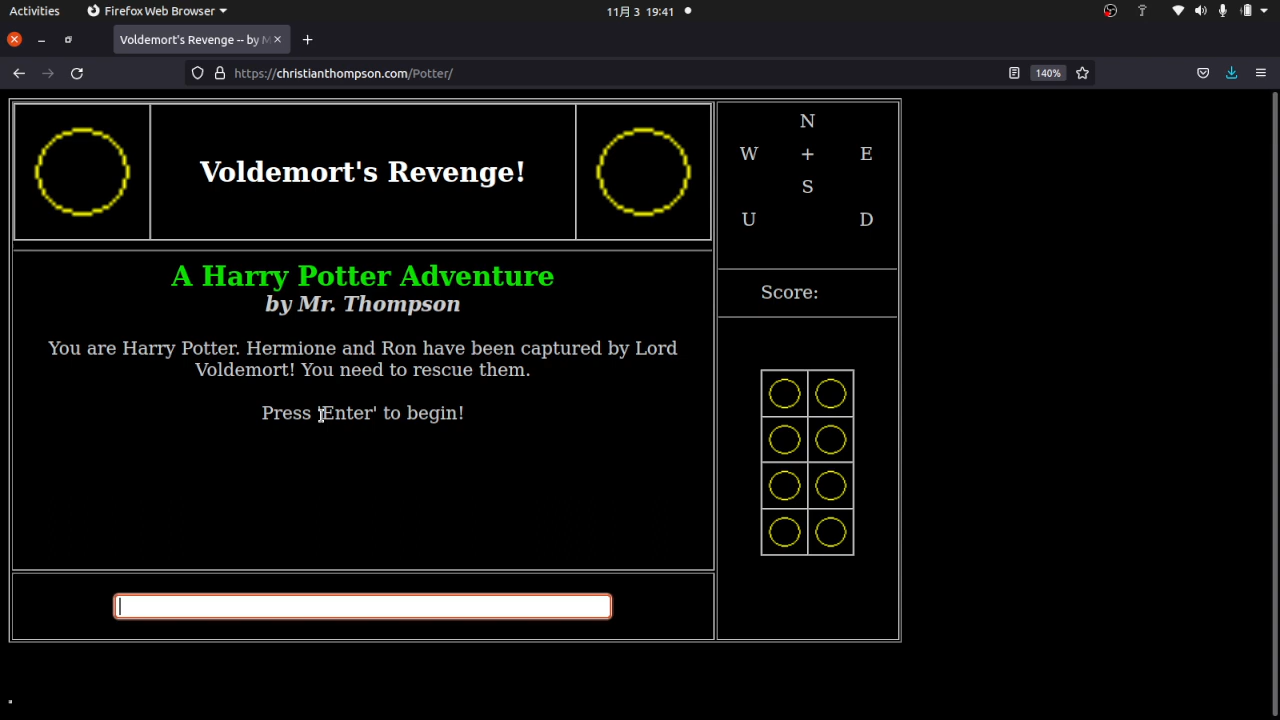 Activities
Firefox Web Browser
11月 3 19:41
Voldemort's Revenge -- by M
https://christianthompson.com/Potter/
140%
Voldemort's Revenge!
A Harry Potter Adventure
by Mr. Thompson
You are Harry Potter. Hermione and Ron have been captured by Lord
Voldemort! You need to rescue them.
Press 'Enter' to begin!
N
W + E
S
U D
Score: